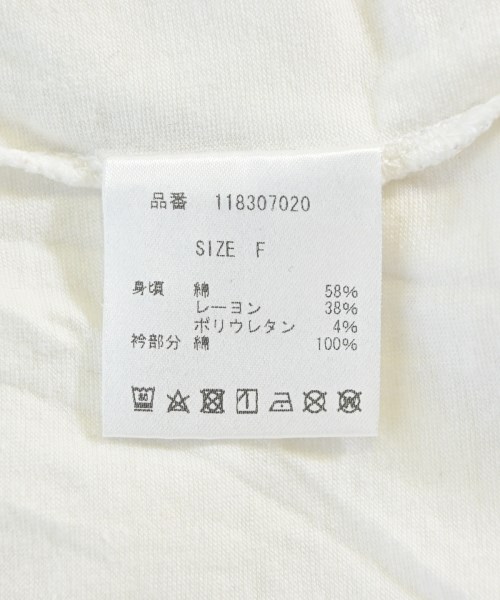 品番 118307020
SIZE F
身頃 綿 58%
レーヨン 38%
ポリウレタン 4%
衿部分 綿 100%